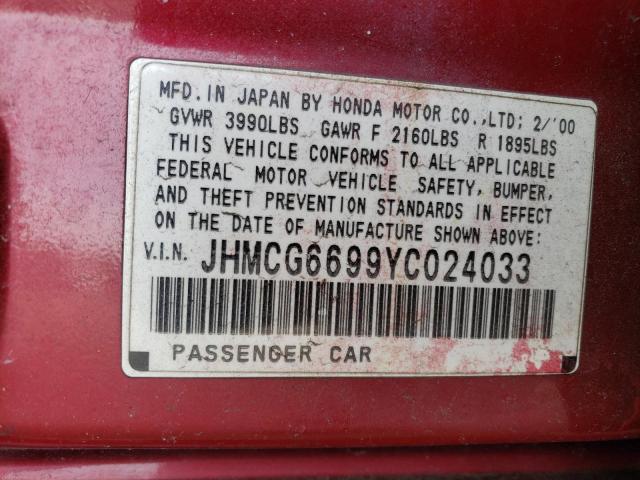 MFD. IN JAPAN BY HONDA MOTOR CO.,LTD; 2/'00
GVWR 3990LBS GAWR F 2160LBS R 1895LBS
THIS VEHICLE CONFORMS TO ALL APPLICABLE
FEDERAL MOTOR VEHICLE SAFETY, BUMPER,
AND THEFT PREVENTION STANDARDS IN EFFECT
ON THE DATE OF MANUFACTURE SHOWN ABOVE:
V.I.N. JHMCG6699YC024033
PASSENGER CAR